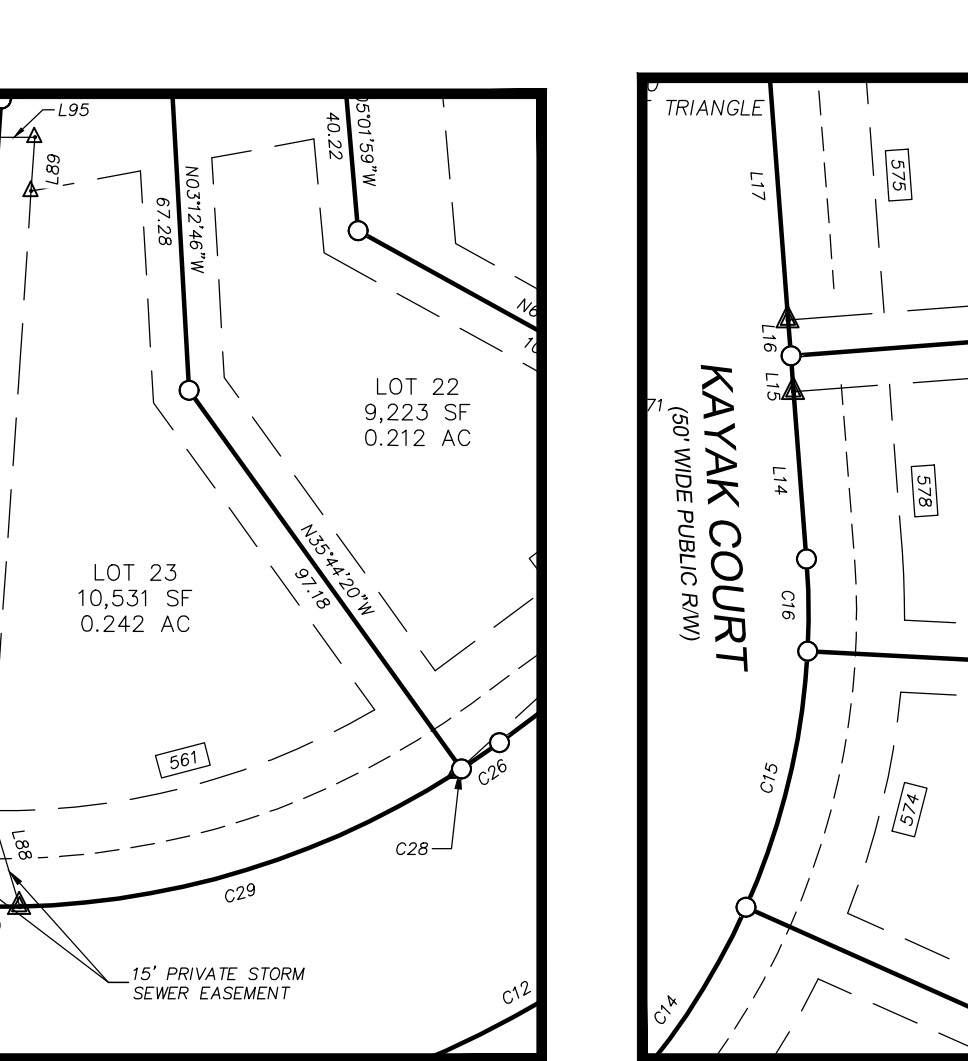 L95
L89
N03°12'46"W
67.28
05°01'59"W
40.22
N6
10
LOT 22
9,223 SF
0.212 AC
N35°44'20"W
97.18
LOT 23
10,531 SF
0.242 AC
561
C26
C28
L88
C29
15' PRIVATE STORM
SEWER EASEMENT
C12
TRIANGLE
L17
575
L16
L15
71
KAYAK COURT
(50' WIDE PUBLIC R/W)
L14
578
C16
C15
574
C14